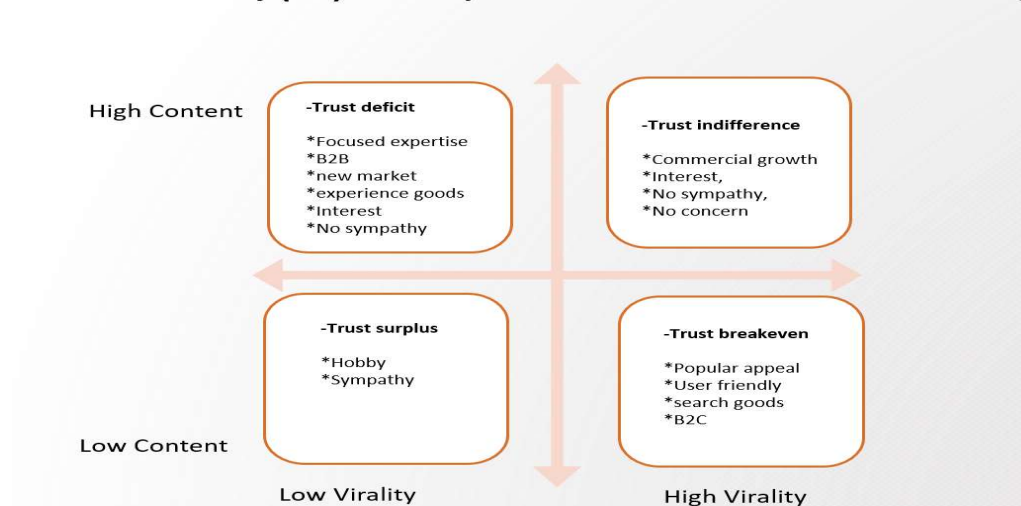 High Content
-Trust deficit
*Focused expertise
*B2B
*new market
*experience goods
*Interest
*No sympathy
-Trust indifference
*Commercial growth
*Interest,
*No sympathy,
*No concern
-Trust surplus
*Hobby
*Sympathy
-Trust breakeven
*Popular appeal
*User friendly
*search goods
*B2C
Low Content
Low Virality
High Virality